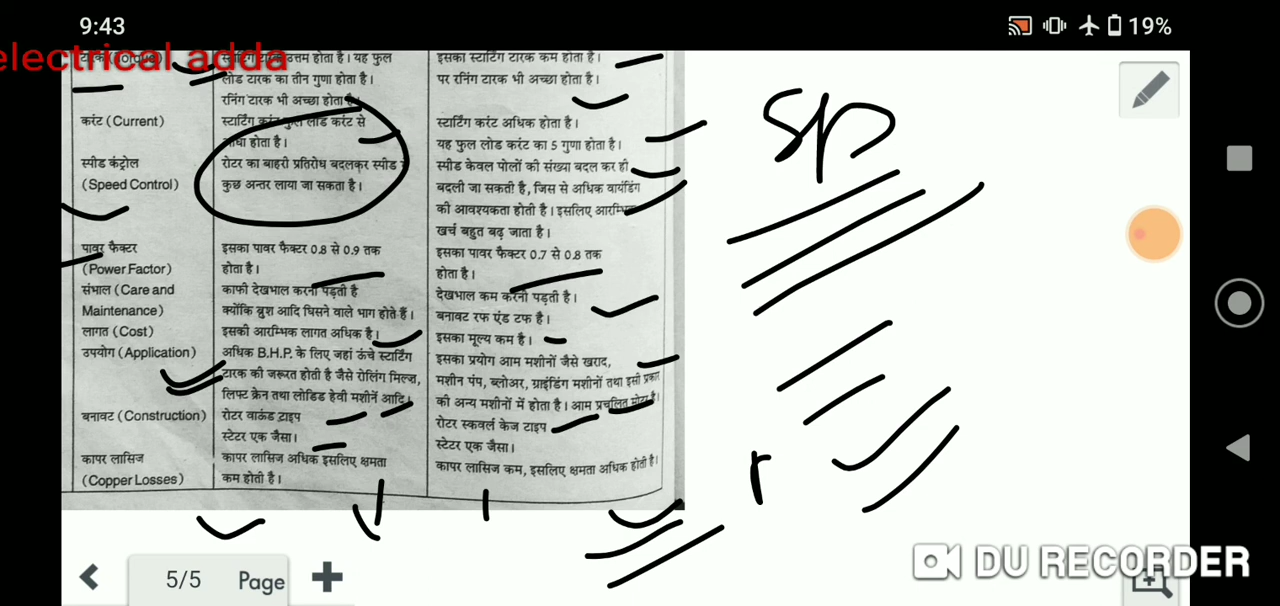 9:43
19%
electrical adda
लोड टारक का तीन गुणा होता है।
रनिंग टारक भी अच्छा होता है।
इसका स्टार्टिंग टारक कम होता है।
पर रनिंग टारक भी अच्छा होता है।
करंट (Current)
स्टार्टिंग करंट फुल लोड करंट से
होता है।
स्टार्टिंग करंट अधिक होता है।
यह फुल लोड करंट का 5 गुणा होता है।
स्पीड कंट्रोल
(Speed Control)
रोटर का बाहरी प्रतिरोध बदलकर स्पीड
कुछ अन्तर लाया जा सकता है।
स्पीड केवल पोलों की संख्या बदल कर ही
बदली जा सकती है, जिस से अधिक वायंडिंग
की आवश्यकता होती है। इसलिए आरम्भिक
खर्च बहुत बढ़ जाता है।
पावर फैक्टर
(Power Factor)
इसका पावर फैक्टर 0.8 से 0.9 तक
होता है।
इसका पावर फैक्टर 0.7 से 0.8 तक
होता है।
संभाल (Care and
Maintenance)
काफी देखभाल करनी पड़ती है
क्योंकि ब्रुश आदि घिसने वाले भाग होते हैं।
देखभाल कम करनी पड़ती है।
बनावट रफ एंड टफ है।
लागत (Cost)
इसकी आरम्भिक लागत अधिक है।
इसका मूल्य कम है।
उपयोग (Application)
अधिक B.H.P. के लिए जहां ऊंचे स्टार्टिंग
टारक की जरूरत होती है जैसे रोलिंग मिल्ज,
लिफ्ट क्रेन तथा लोडिड हेवी मशीनें आदि।
इसका प्रयोग आम मशीनों जैसे खराद,
मशीन पंप, ब्लोअर, ग्राईंडिंग मशीनों तथा इसी प्रकार
की अन्य मशीनों में होता है। आम प्रचलित मोटर है।
बनावट (Construction)
रोटर वाऊंड टाइप
स्टेटर एक जैसा।
रोटर स्कवर्ल केज टाइप
स्टेटर एक जैसा।
कापर लासिज
(Copper Losses)
कापर लासिज अधिक इसलिए क्षमता
कम होती है।
कापर लासिज कम, इसलिए क्षमता अधिक होती है।
sp
r
5/5 Page
DU RECORDER